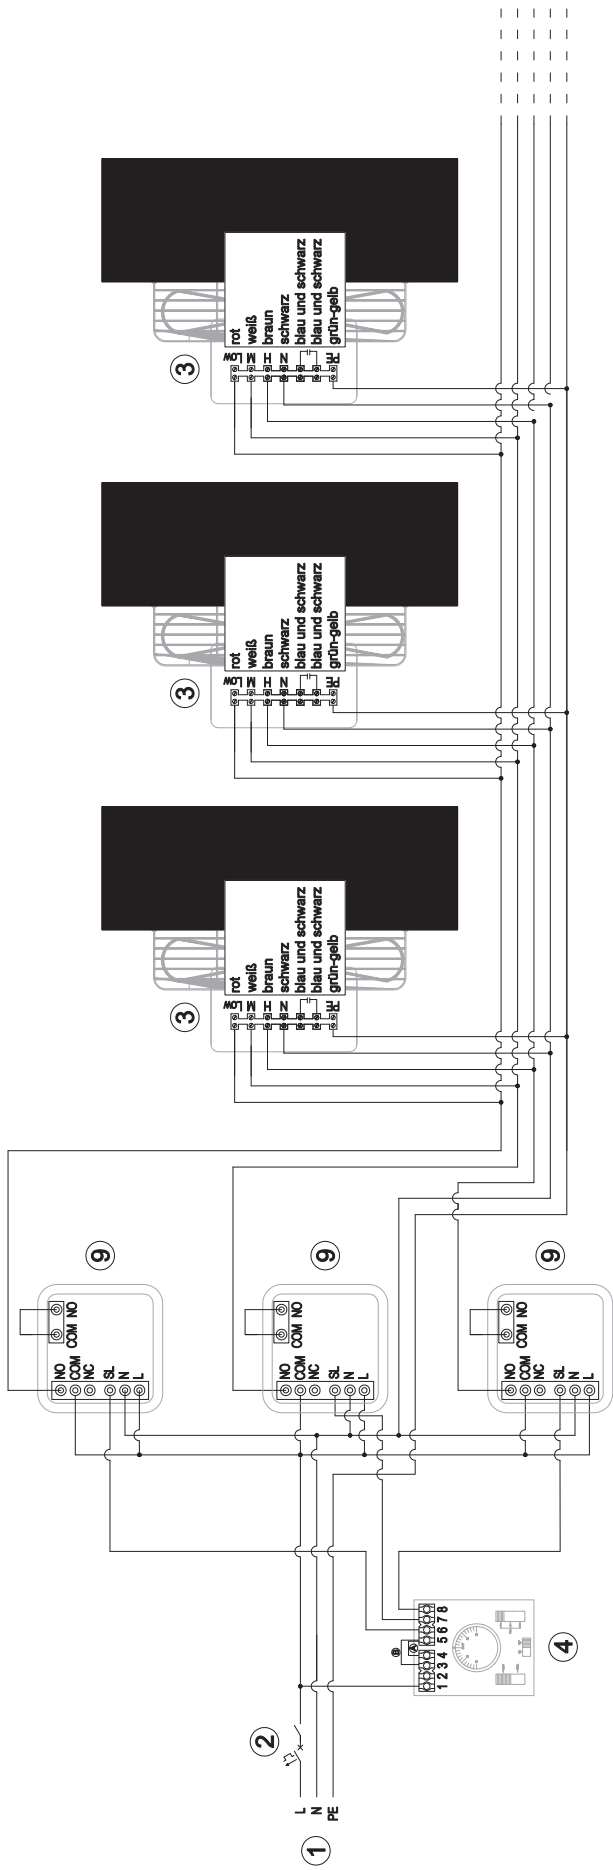 1
L
N
PE
2
4
1 2 3 4 5 6 7 8
A
B
9
NO
COM
NC
SL
N
L
COM NO
9
NO
COM
NC
SL
N
L
COM NO
9
NO
COM
NC
SL
N
L
COM NO
3
Low
M
H
N
PE
rot
weiß
braun
schwarz
blau und schwarz
blau und schwarz
grün-gelb
3
Low
M
H
N
PE
rot
weiß
braun
schwarz
blau und schwarz
blau und schwarz
grün-gelb
3
Low
M
H
N
PE
rot
weiß
braun
schwarz
blau und schwarz
blau und schwarz
grün-gelb